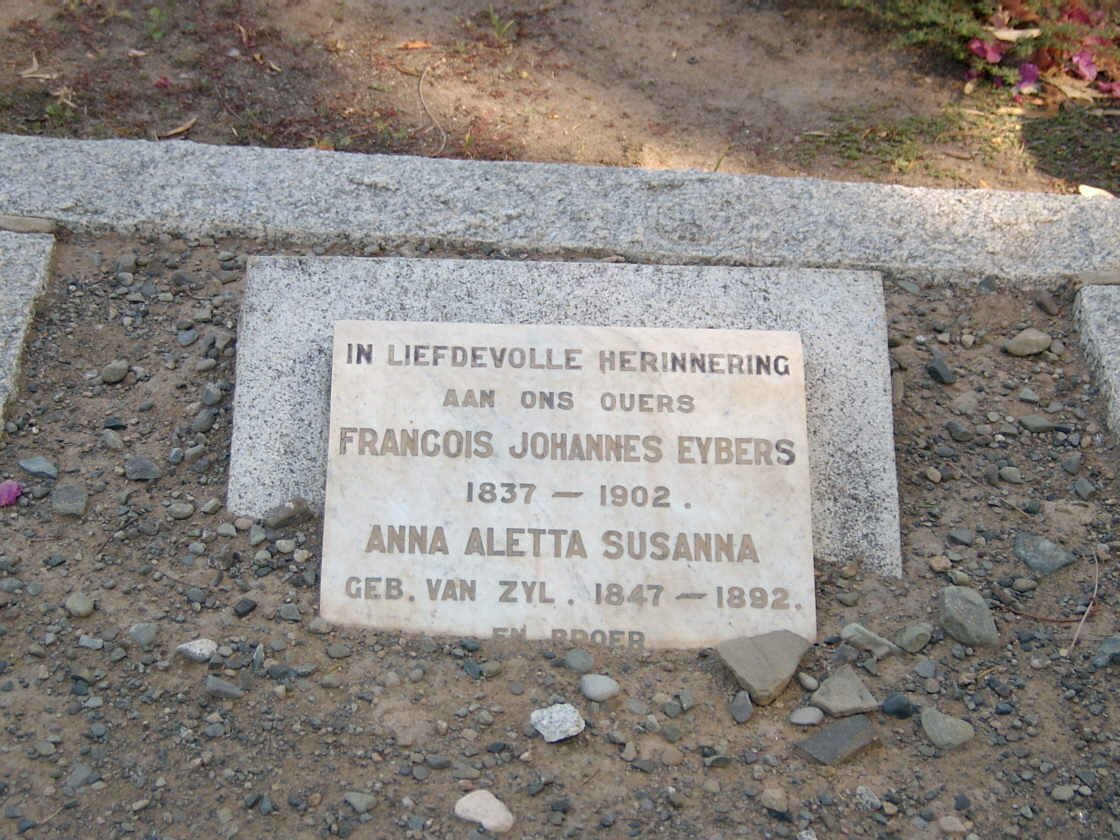 IN LIEFDEVOLLE HERINNERING
AAN ONS OUERS
FRANCOIS JOHANNES EYBERS
1837 — 1902.
ANNA ALETTA SUSANNA
GEB. VAN ZYL. 1847 — 1892.
EN BROER